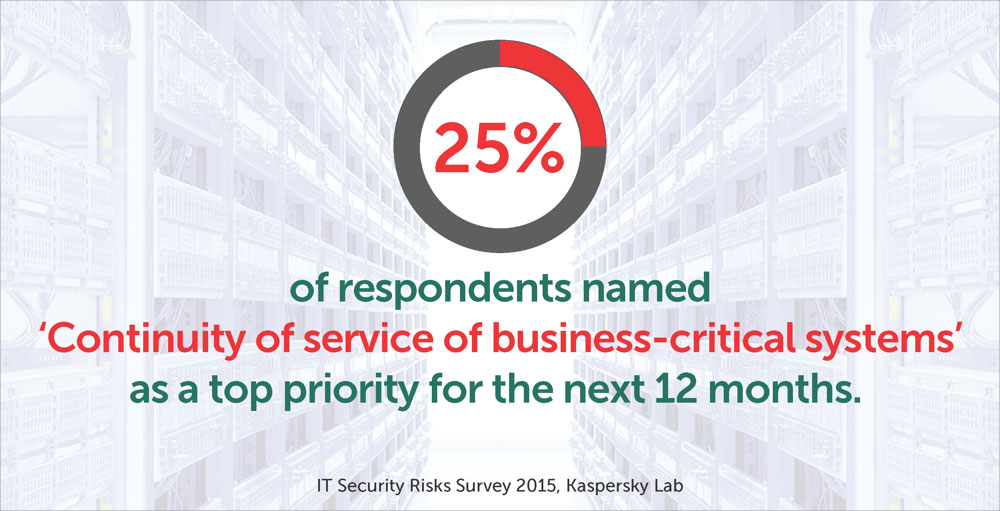 25%
of respondents named
‘Continuity of service of business-critical systems’
as a top priority for the next 12 months.
IT Security Risks Survey 2015, Kaspersky Lab